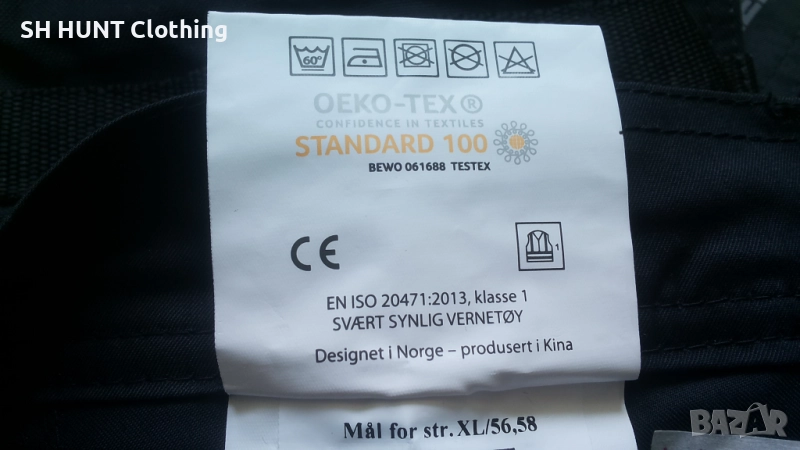 SH HUNT Clothing
60°
OEKO-TEX®
CONFIDENCE IN TEXTILES
STANDARD 100
BEWO 061688 TESTEX
CE
1
EN ISO 20471:2013, klasse 1
SVÆRT SYNLIG VERNETØY
Designet i Norge – produsert i Kina
Mål for str. XL/56,58
BAZAR